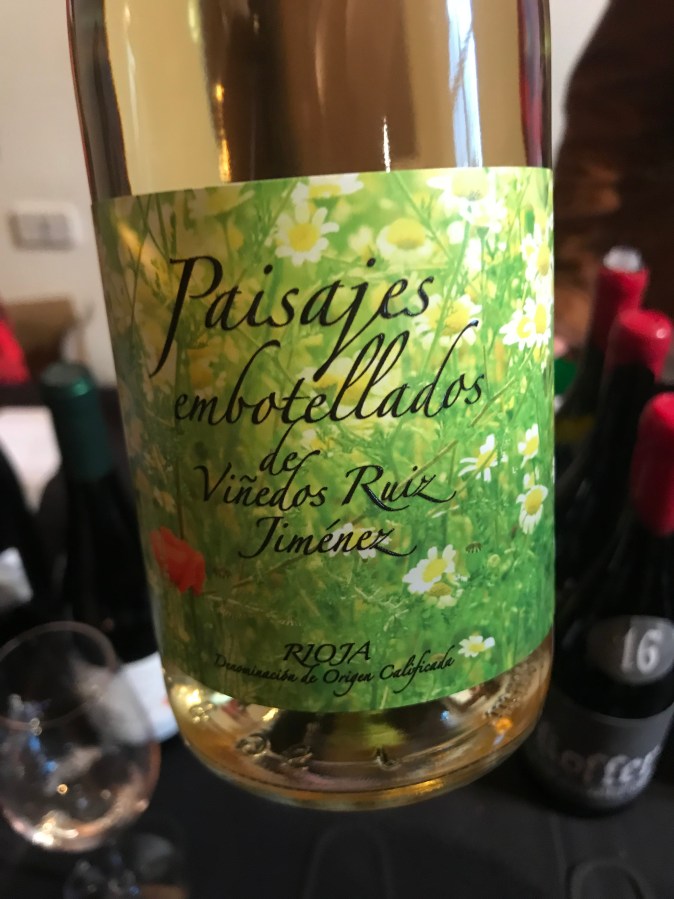 Paisajes
embotellados
de
Viñedos Ruiz
Jiménez
RIOJA
Denominación de Origen Calificada
16